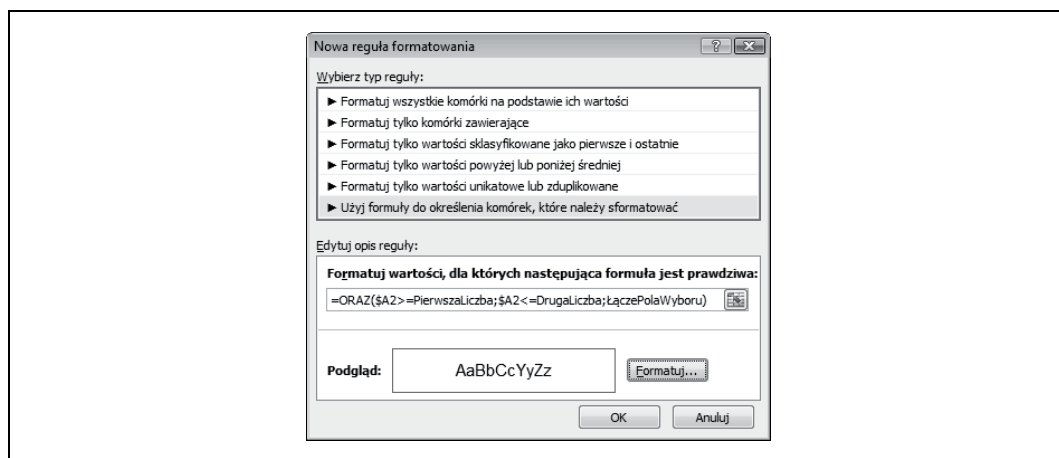 Nowa reguła formatowania
Wybierz typ reguły:
► Formatuj wszystkie komórki na podstawie ich wartości
► Formatuj tylko komórki zawierające
► Formatuj tylko wartości sklasyfikowane jako pierwsze i ostatnie
► Formatuj tylko wartości powyżej lub poniżej średniej
► Formatuj tylko wartości unikatowe lub zduplikowane
► Użyj formuły do określenia komórek, które należy sformatować
Edytuj opis reguły:
Formatuj wartości, dla których następująca formuła jest prawdziwa:
=ORAZ($A2>=PierwszaLiczba;$A2<=DrugaLiczba;ŁączePolaWyboru)
Podgląd:
AaBbCcYyZz
Formatuj...
OK
Anuluj